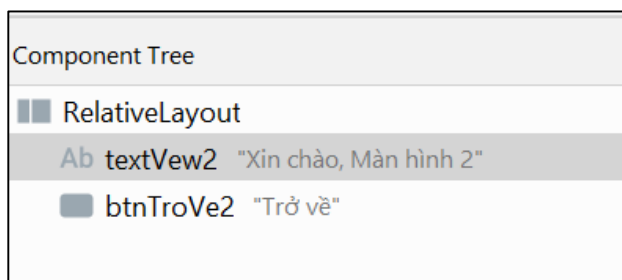 Component Tree
RelativeLayout
Ab textVew2 "Xin chào, Màn hình 2"
btnTroVe2 "Trở về"